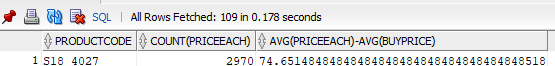 SQL | All Rows Fetched: 109 in 0.178 seconds
PRODUCTCODE COUNT(PRICEEACH) AVG(PRICEEACH)-AVG(BUYPRICE)
1 S18_4027 2970 74.6514848484848484848484848484848484848518